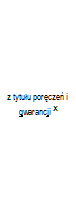 z tytułu poręczeń i
gwarancji x